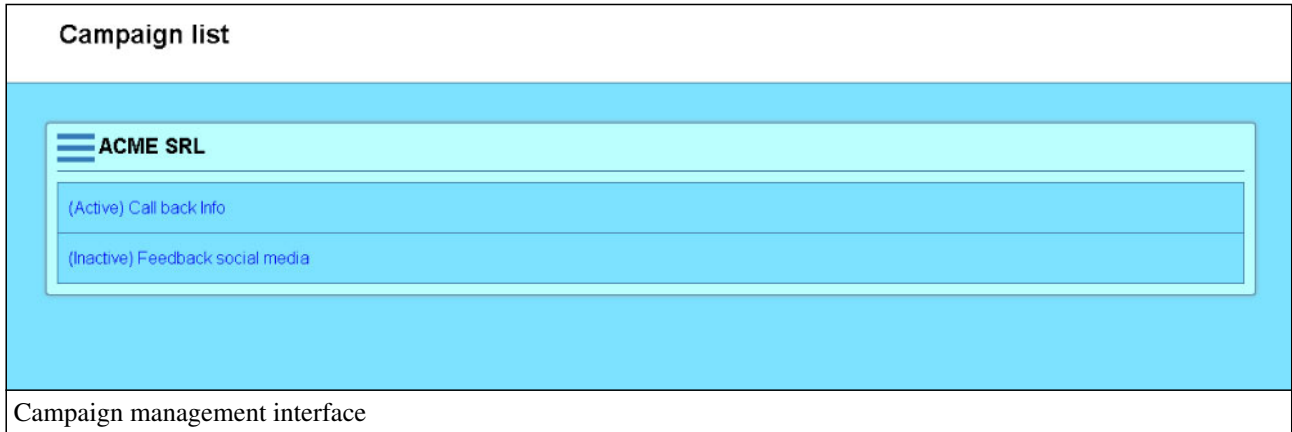 Campaign list
ACME SRL
(Active) Call back Info
(Inactive) Feedback social media
Campaign management interface